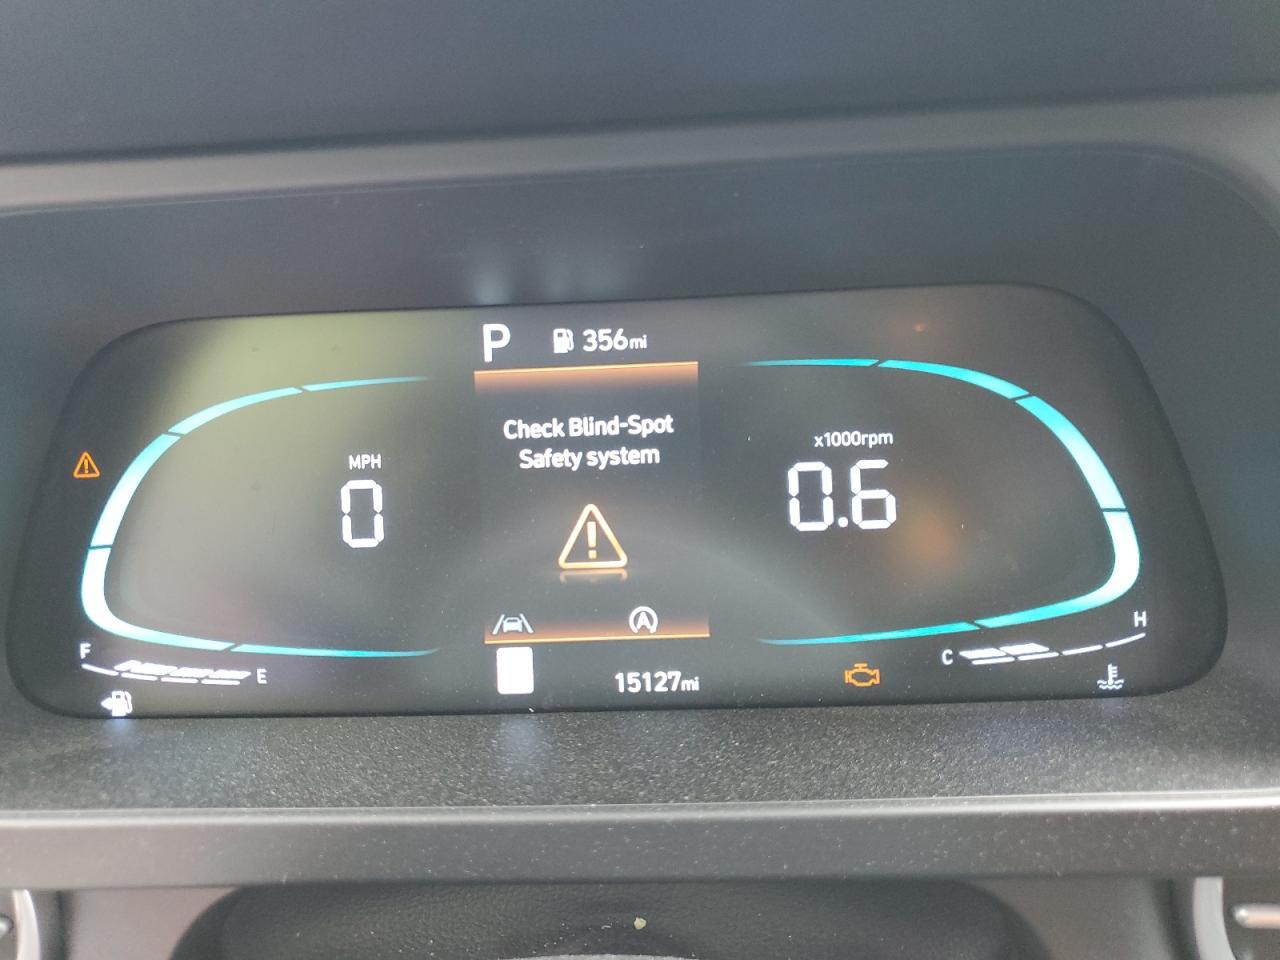 P 356mi
Check Blind-Spot
Safety system
MPH
0
x1000rpm
0.6
A
F E
15127mi
C H